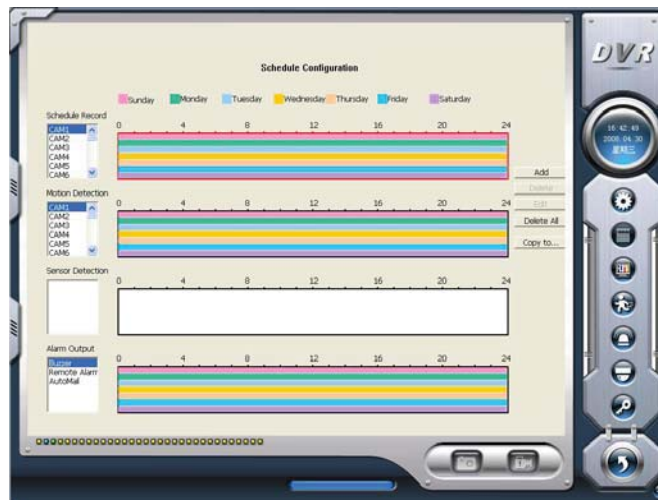 DVR
Schedule Configuration
Sunday Monday Tuesday Wednesday Thursday Friday Saturday
Schedule Record
0 4 8 12 16 20 24
CAM1
CAM2
CAM3
CAM4
CAM5
CAM6
Motion Detection
0 4 8 12 16 20 24
CAM1
CAM2
CAM3
CAM4
CAM5
CAM6
Sensor Detection
0 4 8 12 16 20 24
Alarm Output
0 4 8 12 16 20 24
Buzzer
Remote Alarm
AutoMail
Add
Delete
Edit
Delete All
Copy to...
16:42:49
2008.04.30
星期三